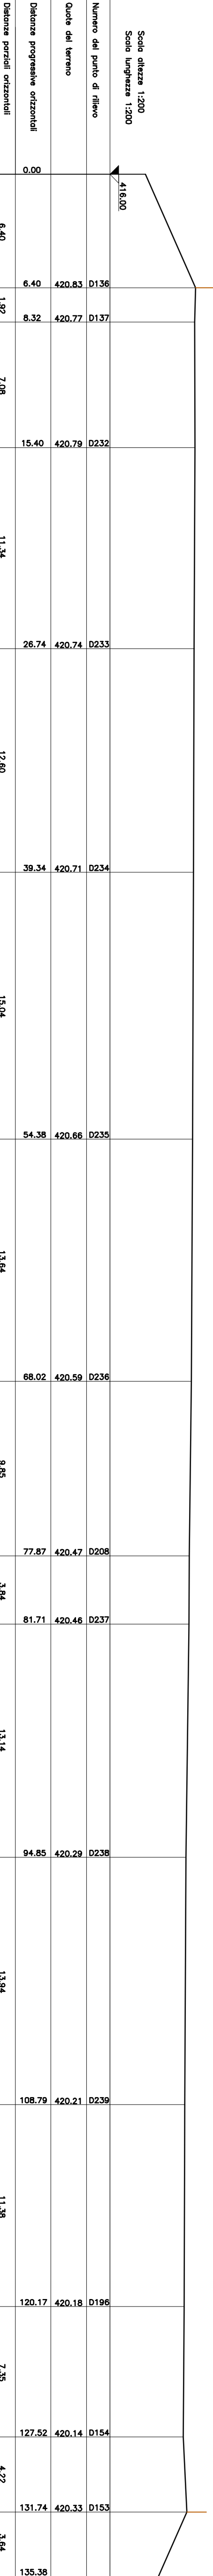 Scala altezze 1:200
Scala lunghezze 1:200
416.00
Numero del punto di rilievo
D136 D137 D232 D233 D234 D235 D236 D208 D237 D238 D239 D196 D154 D153
Quote del terreno
420.83 420.77 420.79 420.74 420.71 420.66 420.59 420.47 420.46 420.29 420.21 420.18 420.14 420.33
Distanze progressive orizzontali
0.00 6.40 8.32 15.40 26.74 39.34 54.38 68.02 77.87 81.71 94.85 108.79 120.17 127.52 131.74 135.38
Distanze parziali orizzontali
6.40 1.92 7.08 11.34 12.60 15.04 13.64 9.85 3.84 13.14 13.94 11.38 7.35 4.22 3.64